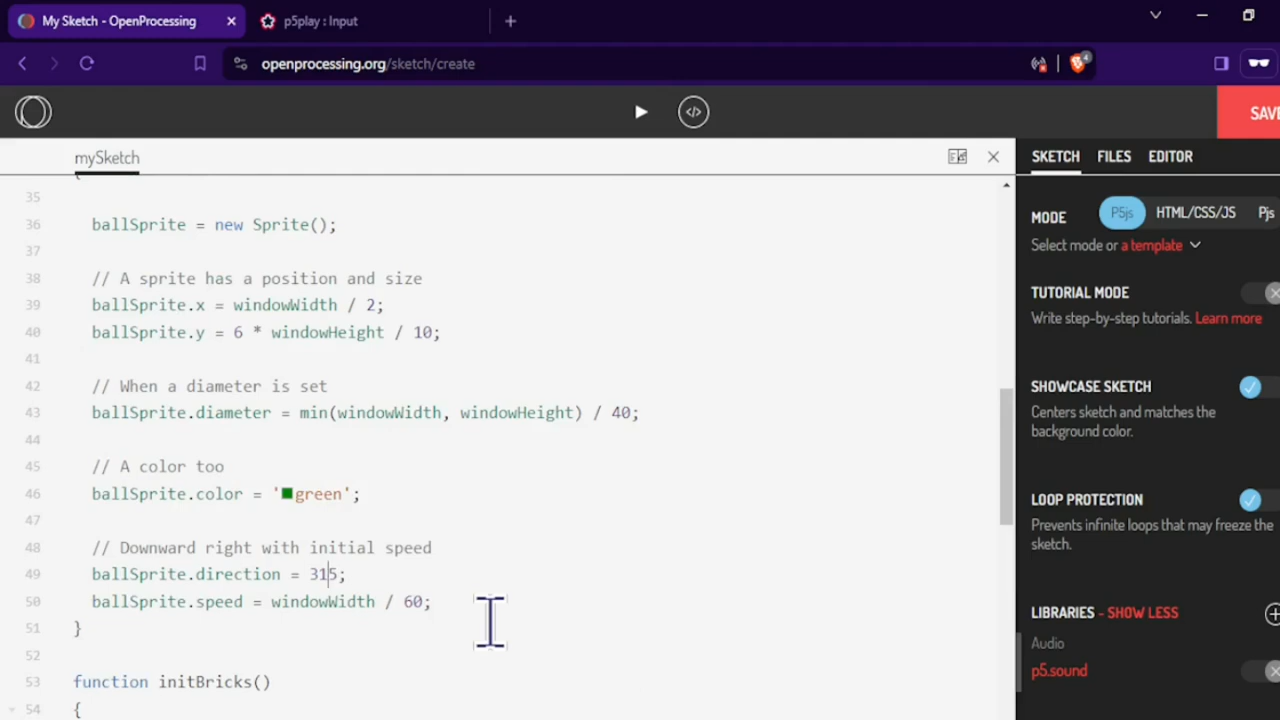 My Sketch - OpenProcessing
p5play : Input
openprocessing.org/sketch/create
4
</>
SAVE
mySketch
SKETCH FILES EDITOR
{
35
36 ballSprite = new Sprite();
37
38 // A sprite has a position and size
39 ballSprite.x = windowWidth / 2;
40 ballSprite.y = 6 * windowHeight / 10;
41
42 // When a diameter is set
43 ballSprite.diameter = min(windowWidth, windowHeight) / 40;
44
45 // A color too
46 ballSprite.color = 'green';
47
48 // Downward right with initial speed
49 ballSprite.direction = 315;
50 ballSprite.speed = windowWidth / 60;
51 }
52
53 function initBricks()
54 {
MODE P5js HTML/CSS/JS Pjs
Select mode or a template
TUTORIAL MODE
Write step-by-step tutorials. Learn more
SHOWCASE SKETCH
Centers sketch and matches the
background color.
LOOP PROTECTION
Prevents infinite loops that may freeze the
sketch.
LIBRARIES - SHOW LESS
Audio
p5.sound